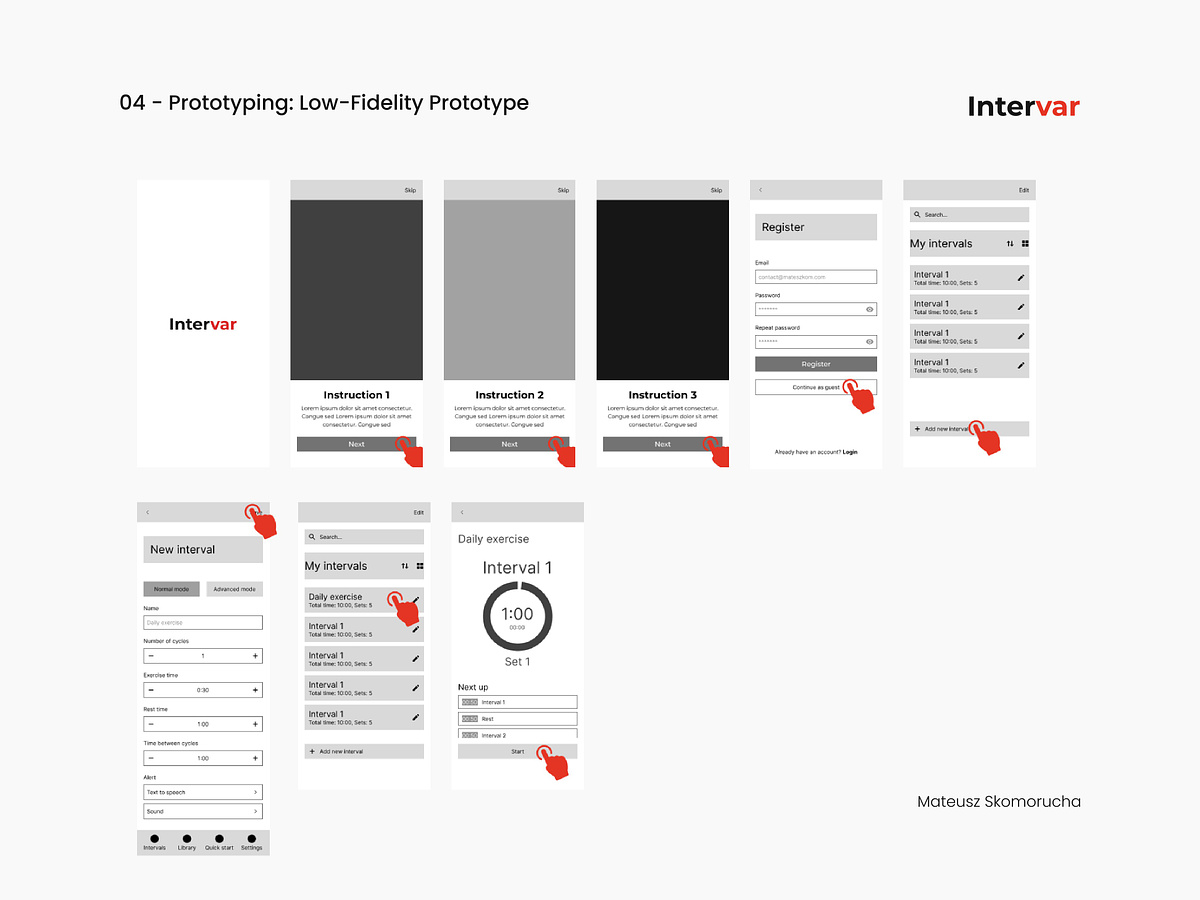 04 - Prototyping: Low-Fidelity Prototype
Intervar
Intervar
Skip
Instruction 1
Lorem ipsum dolor sit amet consectetur.
Congue sed Lorem ipsum dolor sit amet
consectetur. Congue sed
Next
Skip
Instruction 2
Lorem ipsum dolor sit amet consectetur.
Congue sed Lorem ipsum dolor sit amet
consectetur. Congue sed
Next
Skip
Instruction 3
Lorem ipsum dolor sit amet consectetur.
Congue sed Lorem ipsum dolor sit amet
consectetur. Congue sed
Next
Register
Email
contact@mateszkom.com
Password
Repeat password
Register
Continue as guest
Already have an account? Login
Edit
Search...
My intervals
Interval 1
Total time: 10:00, Sets: 5
Interval 1
Total time: 10:00, Sets: 5
Interval 1
Total time: 10:00, Sets: 5
Interval 1
Total time: 10:00, Sets: 5
+ Add new interval
New interval
Normal mode
Advanced mode
Name
Daily exercise
Number of cycles
− 1 +
Exercise time
− 0:30 +
Rest time
− 1:00 +
Time between cycles
− 1:00 +
Alert
Text to speech >
Sound >
Intervals Library Quick start Settings
Edit
Search...
My intervals
Daily exercise
Total time: 10:00, Sets: 5
Interval 1
Total time: 10:00, Sets: 5
Interval 1
Total time: 10:00, Sets: 5
Interval 1
Total time: 10:00, Sets: 5
Interval 1
Total time: 10:00, Sets: 5
+ Add new interval
Daily exercise
Interval 1
1:00
00:00
Set 1
Next up
00:30 Interval 1
00:30 Rest
00:30 Interval 2
Start
Mateusz Skomorucha